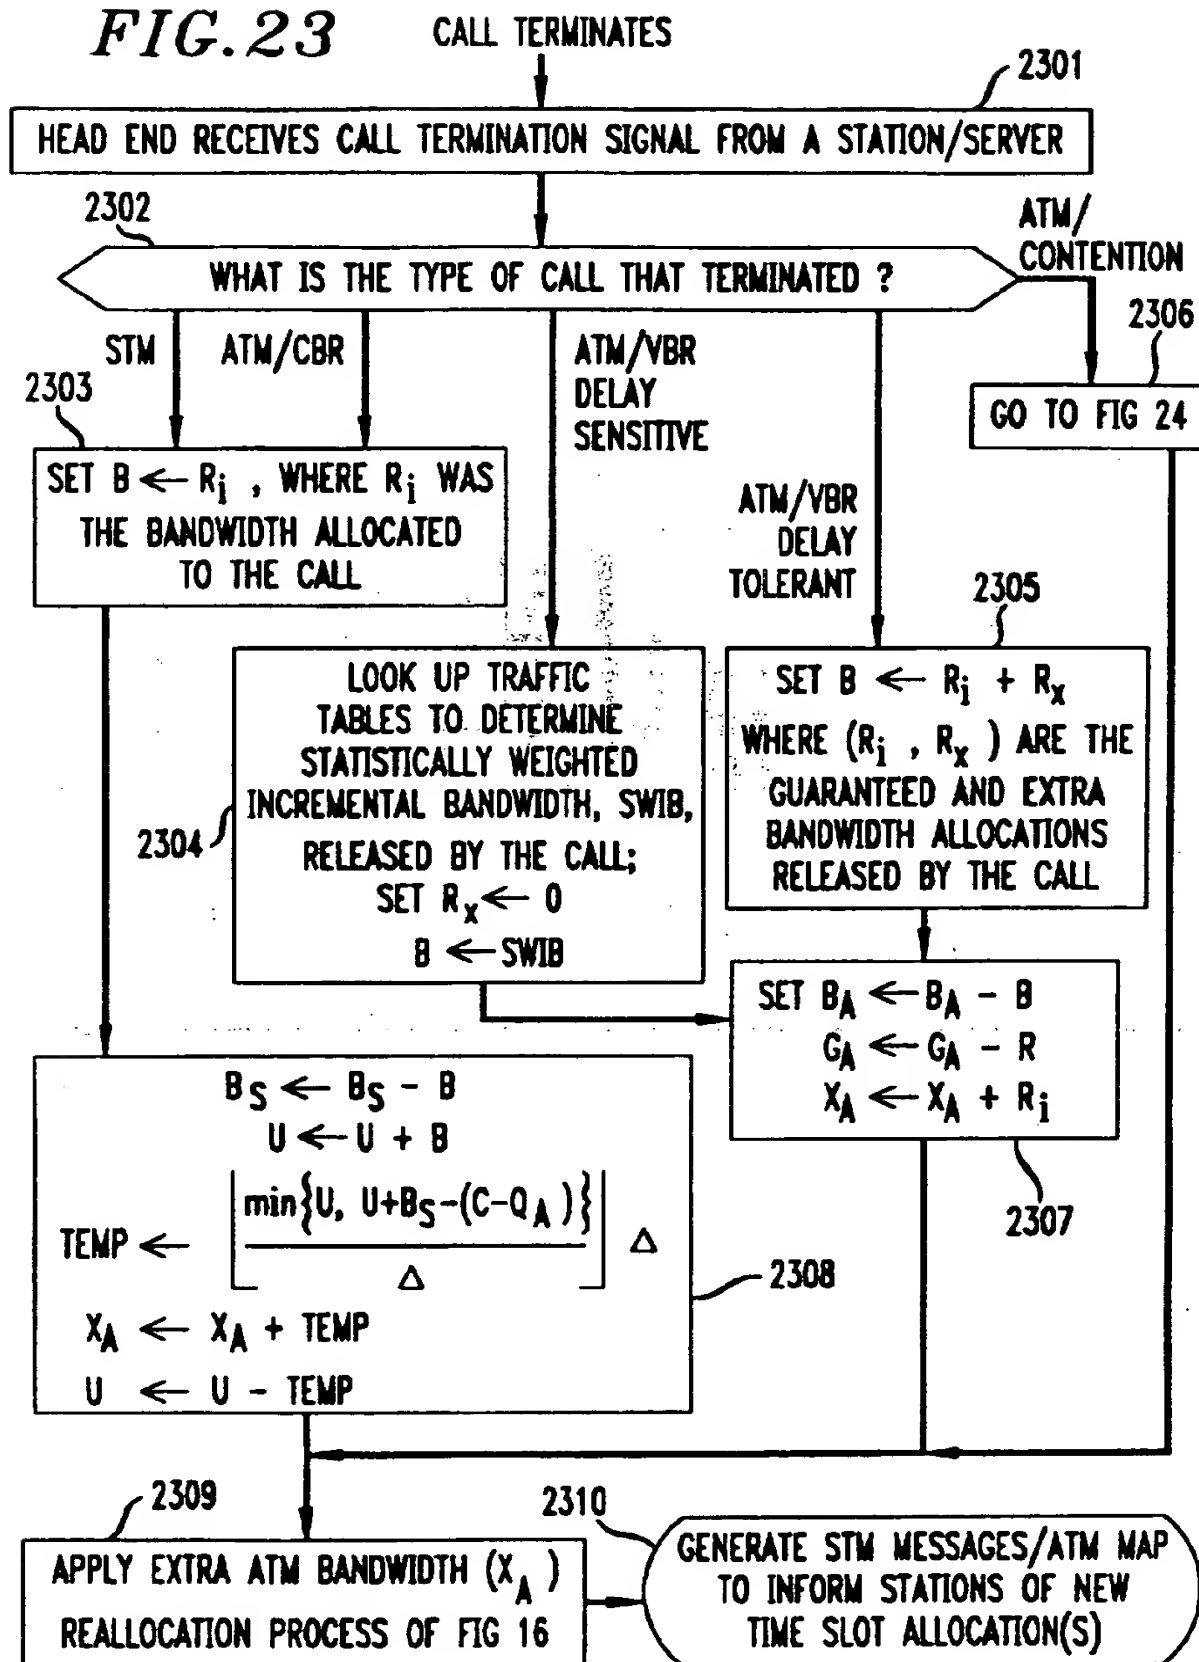 FIG.23
CALL TERMINATES
2301
HEAD END RECEIVES CALL TERMINATION SIGNAL FROM A STATION/SERVER
2302
WHAT IS THE TYPE OF CALL THAT TERMINATED ?
ATM/
CONTENTION
2306
GO TO FIG 24
STM
ATM/CBR
ATM/VBR
DELAY
SENSITIVE
ATM/VBR
DELAY
TOLERANT
2303
SET B ← Ri , WHERE Ri WAS
THE BANDWIDTH ALLOCATED
TO THE CALL
2304
LOOK UP TRAFFIC
TABLES TO DETERMINE
STATISTICALLY WEIGHTED
INCREMENTAL BANDWIDTH, SWIB,
RELEASED BY THE CALL;
SET Rx ← 0
B ← SWIB
2305
SET B ← Ri + Rx
WHERE (Ri , Rx ) ARE THE
GUARANTEED AND EXTRA
BANDWIDTH ALLOCATIONS
RELEASED BY THE CALL
SET BA ← BA - B
GA ← GA - R
XA ← XA + Ri
2307
BS ← BS - B
U ← U + B
TEMP ← ⌊ min{U, U+BS-(C-QA )} / Δ ⌋ Δ
XA ← XA + TEMP
U ← U - TEMP
2308
2309
APPLY EXTRA ATM BANDWIDTH (XA )
REALLOCATION PROCESS OF FIG 16
2310
GENERATE STM MESSAGES/ATM MAP
TO INFORM STATIONS OF NEW
TIME SLOT ALLOCATION(S)